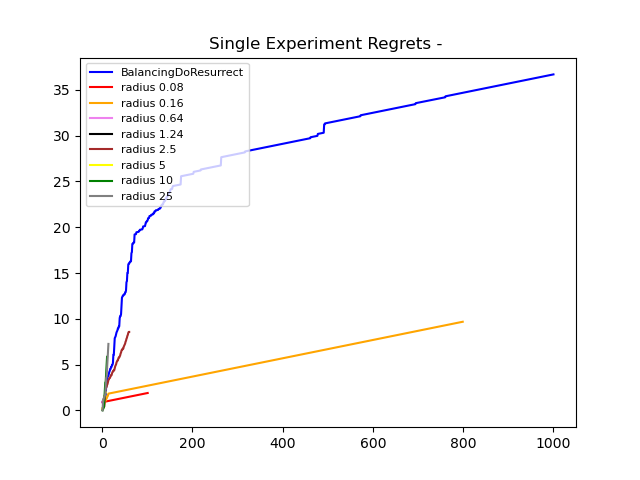 Single Experiment Regrets -
BalancingDoResurrect
radius 0.08
radius 0.16
radius 0.64
radius 1.24
radius 2.5
radius 5
radius 10
radius 25
35
30
25
20
15
10
5
0
0 200 400 600 800 1000